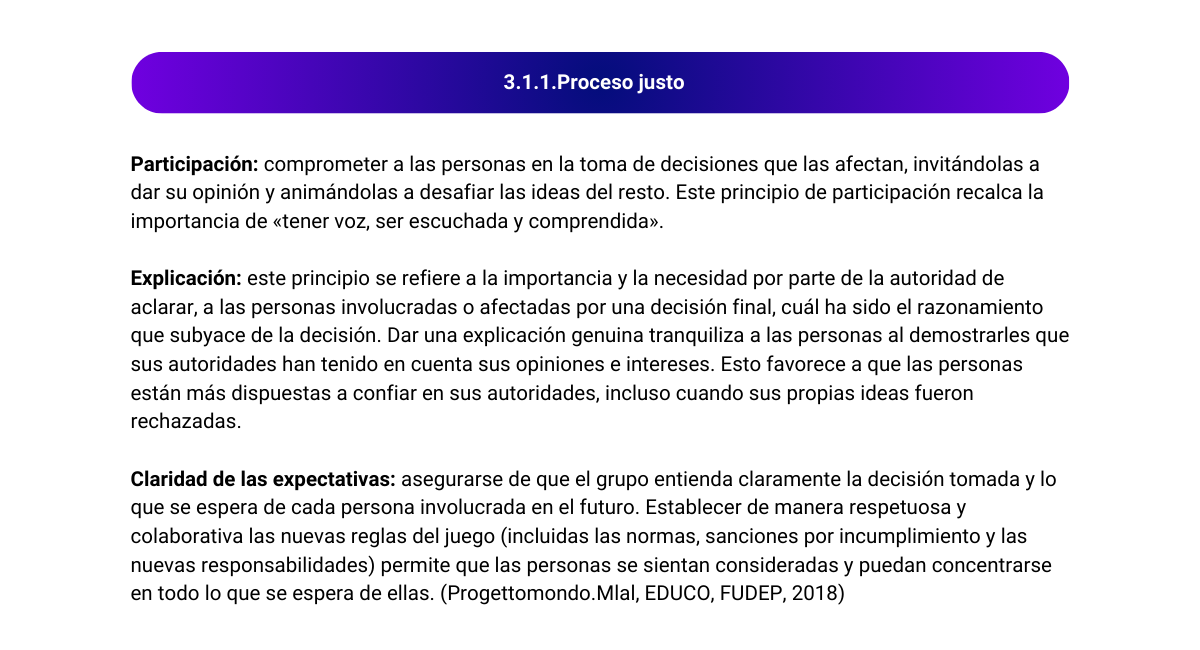 3.1.1.Proceso justo
Participación: comprometer a las personas en la toma de decisiones que las afectan, invitándolas a
dar su opinión y animándolas a desafiar las ideas del resto. Este principio de participación recalca la
importancia de «tener voz, ser escuchada y comprendida».
Explicación: este principio se refiere a la importancia y la necesidad por parte de la autoridad de
aclarar, a las personas involucradas o afectadas por una decisión final, cuál ha sido el razonamiento
que subyace de la decisión. Dar una explicación genuina tranquiliza a las personas al demostrarles que
sus autoridades han tenido en cuenta sus opiniones e intereses. Esto favorece a que las personas
están más dispuestas a confiar en sus autoridades, incluso cuando sus propias ideas fueron
rechazadas.
Claridad de las expectativas: asegurarse de que el grupo entienda claramente la decisión tomada y lo
que se espera de cada persona involucrada en el futuro. Establecer de manera respetuosa y
colaborativa las nuevas reglas del juego (incluidas las normas, sanciones por incumplimiento y las
nuevas responsabilidades) permite que las personas se sientan consideradas y puedan concentrarse
en todo lo que se espera de ellas. (Progettomondo.Mlal, EDUCO, FUDEP, 2018)